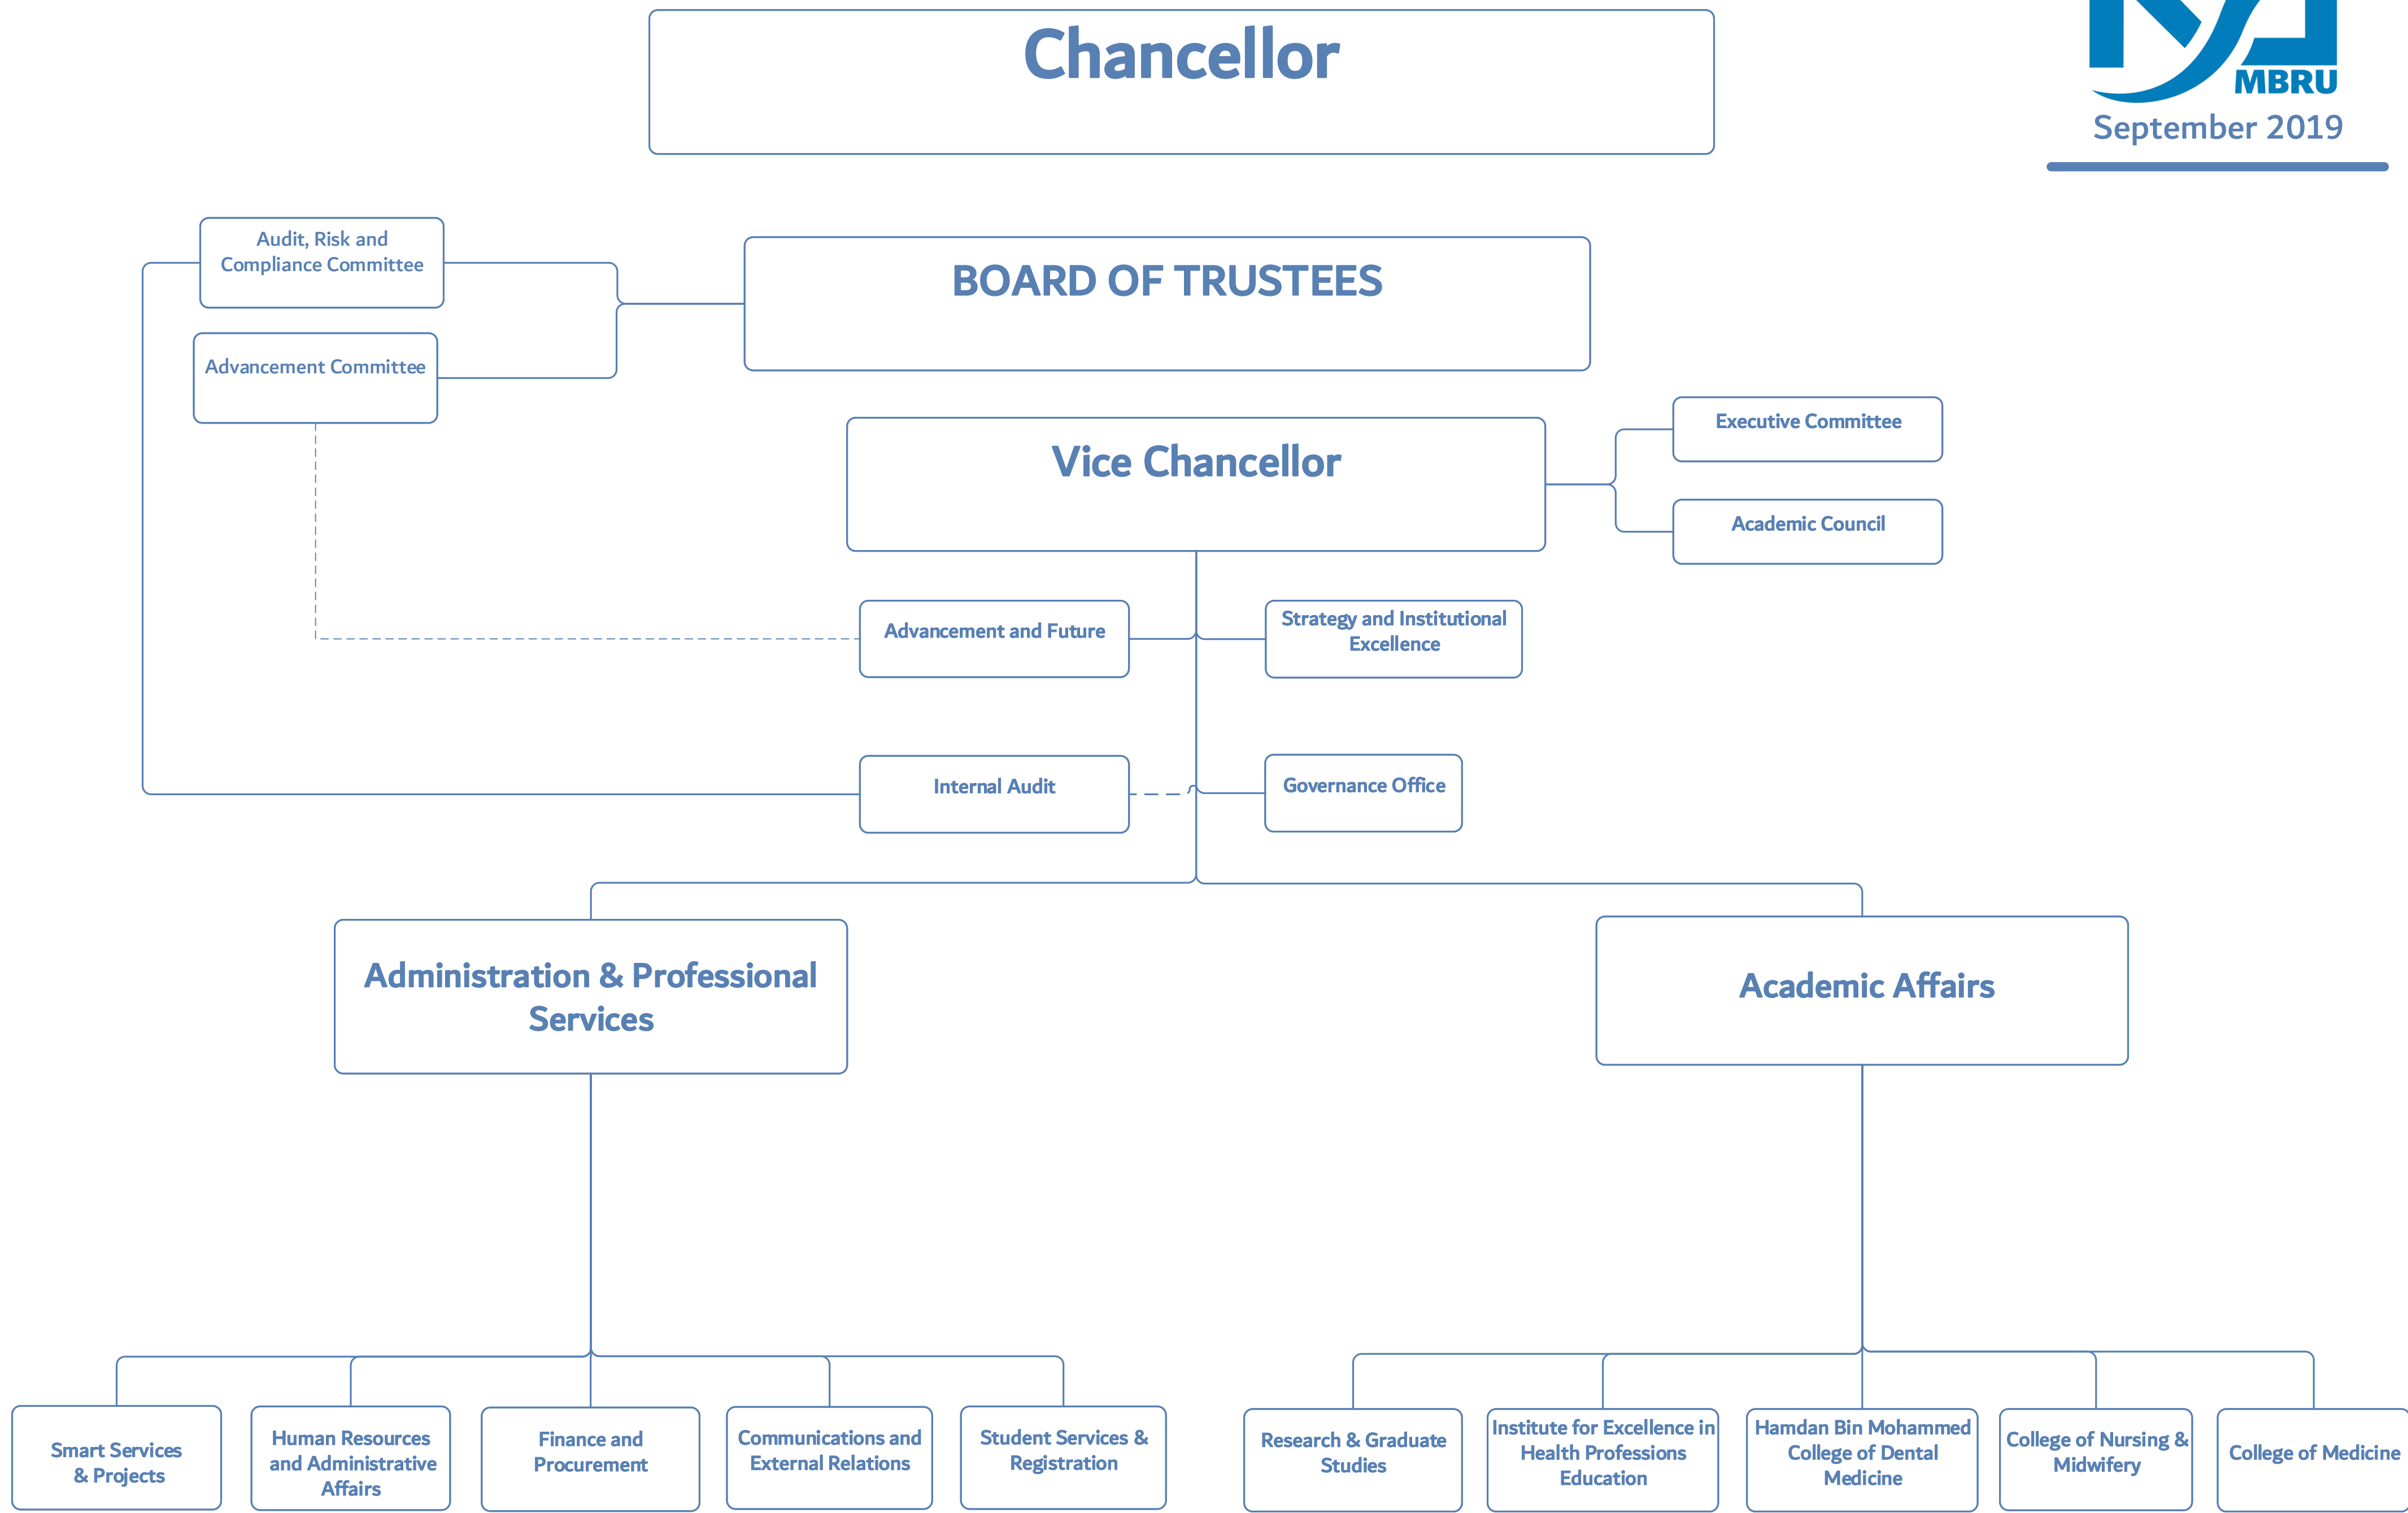 Chancellor
MBRU
September 2019
Audit, Risk and
Compliance Committee
BOARD OF TRUSTEES
Advancement Committee
Executive Committee
Vice Chancellor
Academic Council
Advancement and Future
Strategy and Institutional
Excellence
Internal Audit
Governance Office
Administration & Professional
Services
Academic Affairs
Smart Services
& Projects
Human Resources
and Administrative
Affairs
Finance and
Procurement
Communications and
External Relations
Student Services &
Registration
Research & Graduate
Studies
Institute for Excellence in
Health Professions
Education
Hamdan Bin Mohammed
College of Dental
Medicine
College of Nursing &
Midwifery
College of Medicine